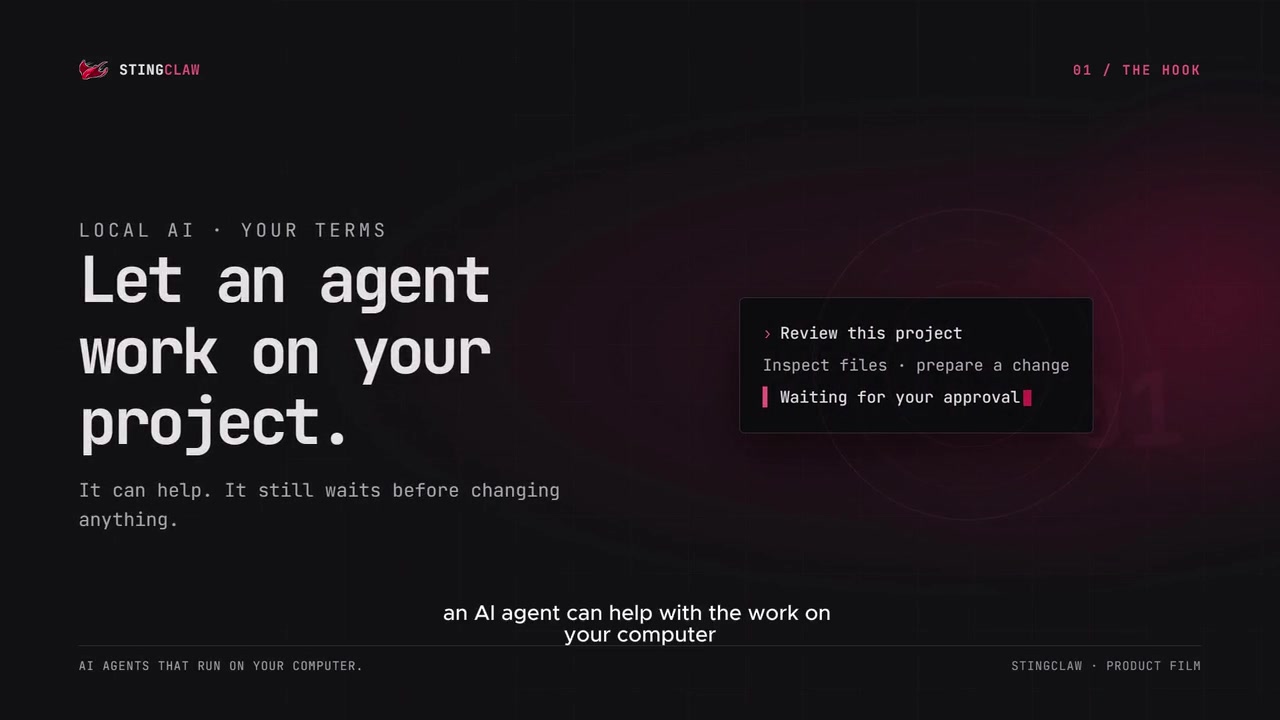 STINGCLAW
01 / THE HOOK
LOCAL AI · YOUR TERMS
Let an agent
work on your
project.
It can help. It still waits before changing
anything.
› Review this project
Inspect files · prepare a change
Waiting for your approval
01
an AI agent can help with the work on
your computer
AI AGENTS THAT RUN ON YOUR COMPUTER.
STINGCLAW · PRODUCT FILM